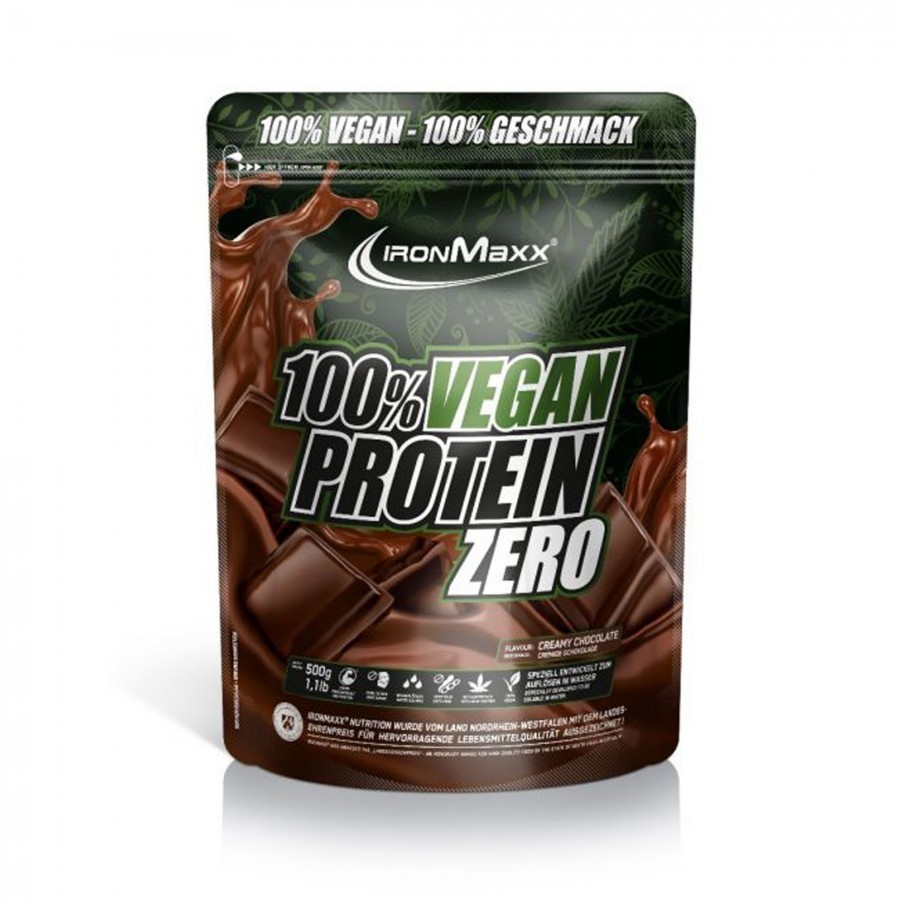 100% VEGAN - 100% GESCHMACK
IRONMAXX®
100% VEGAN
PROTEIN
ZERO
FLAVOUR: CREAMY CHOCOLATE
CREMIGE SCHOKOLADE
500g
1,1lb
SPEZIELL ENTWICKELT ZUM
AUFLÖSEN IN WASSER
ESPECIALLY DEVELOPED TO BE
SOLUBLE IN WATER
IRONMAXX® NUTRITION WURDE VOM LAND NORDRHEIN-WESTFALEN MIT DEM LANDES-
EHRENPREIS FÜR HERVORRAGENDE LEBENSMITTELQUALITÄT AUSGEZEICHNET!